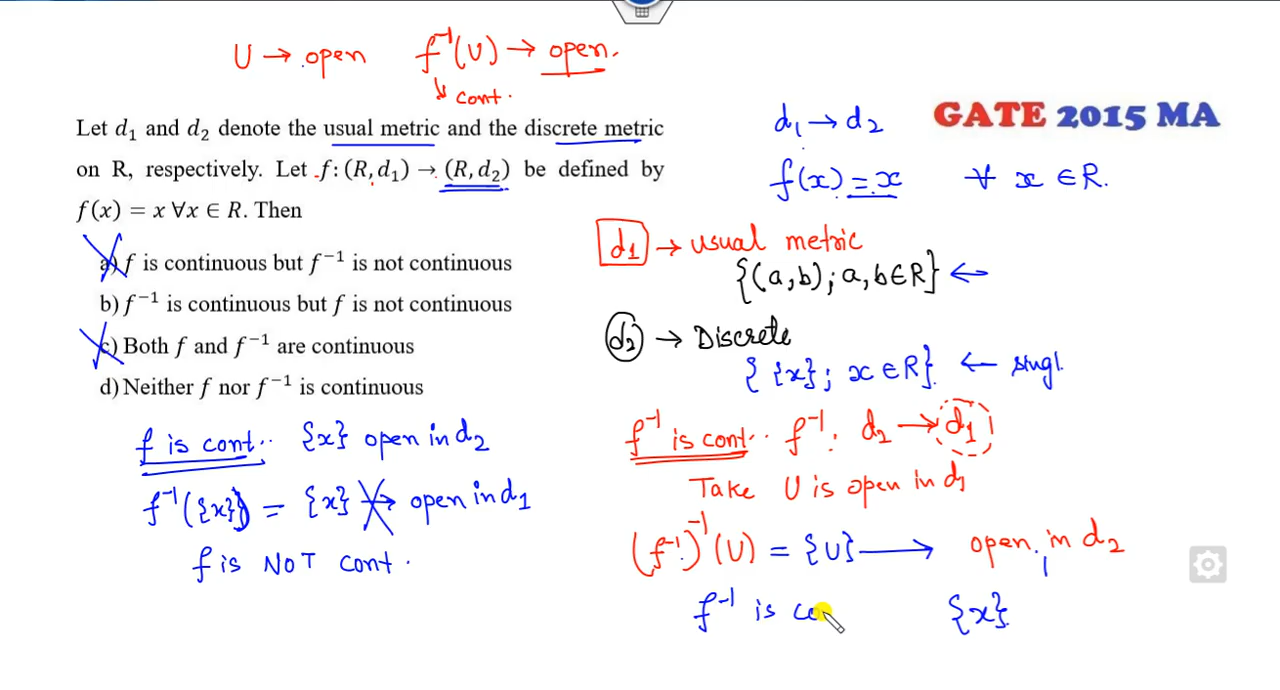 U → open f⁻¹(U) → open.
↓ cont.
Let d₁ and d₂ denote the usual metric and the discrete metric
on R, respectively. Let f: (R, d₁) → (R, d₂) be defined by
f(x) = x ∀x ∈ R. Then
a) f is continuous but f⁻¹ is not continuous
b) f⁻¹ is continuous but f is not continuous
c) Both f and f⁻¹ are continuous
d) Neither f nor f⁻¹ is continuous
f is cont.. {x} open in d₂
f⁻¹({x}) = {x} → open in d₁
f is NOT cont.
d₁ → d₂
GATE 2015 MA
f(x) = x ∀ x ∈ R.
d₁ → usual metric
{(a, b); a, b ∈ R} ←
d₂ → Discrete
{ {x}; x ∈ R} ← singl.
f⁻¹ is cont.. f⁻¹: d₂ → d₁
Take U is open in d₁
(f⁻¹)⁻¹(U) = {U} → open in d₂
f⁻¹ is co {x}